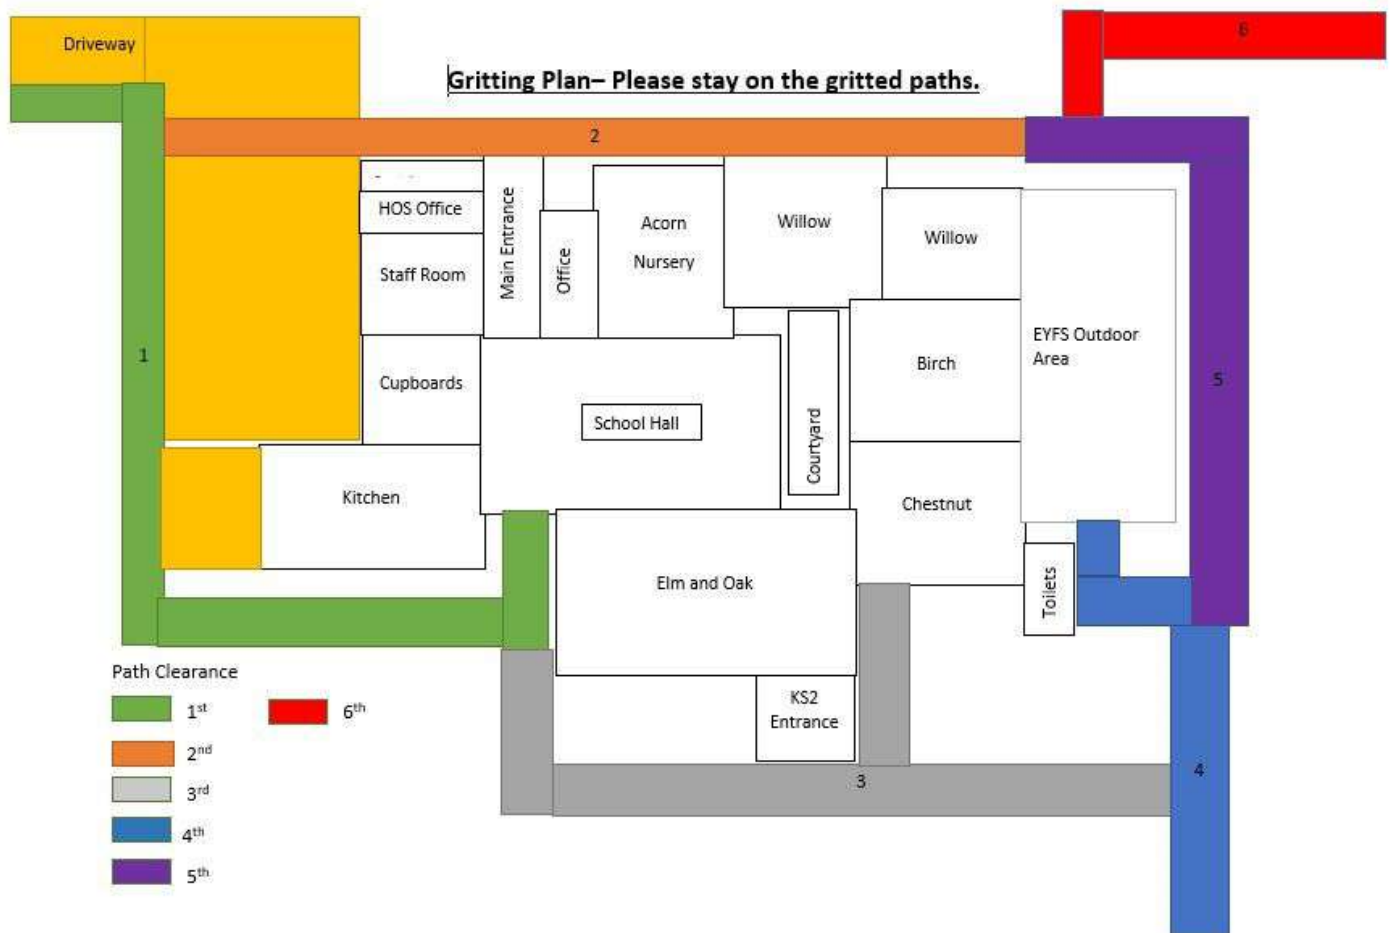 Driveway
6
Gritting Plan– Please stay on the gritted paths.
2
HOS Office
Main Entrance
Office
Acorn
Nursery
Willow
Willow
Staff Room
1
Cupboards
School Hall
Courtyard
Birch
EYFS Outdoor
Area
5
Kitchen
Chestnut
Elm and Oak
Toilets
KS2
Entrance
3
4
Path Clearance
1st
6th
2nd
3rd
4th
5th